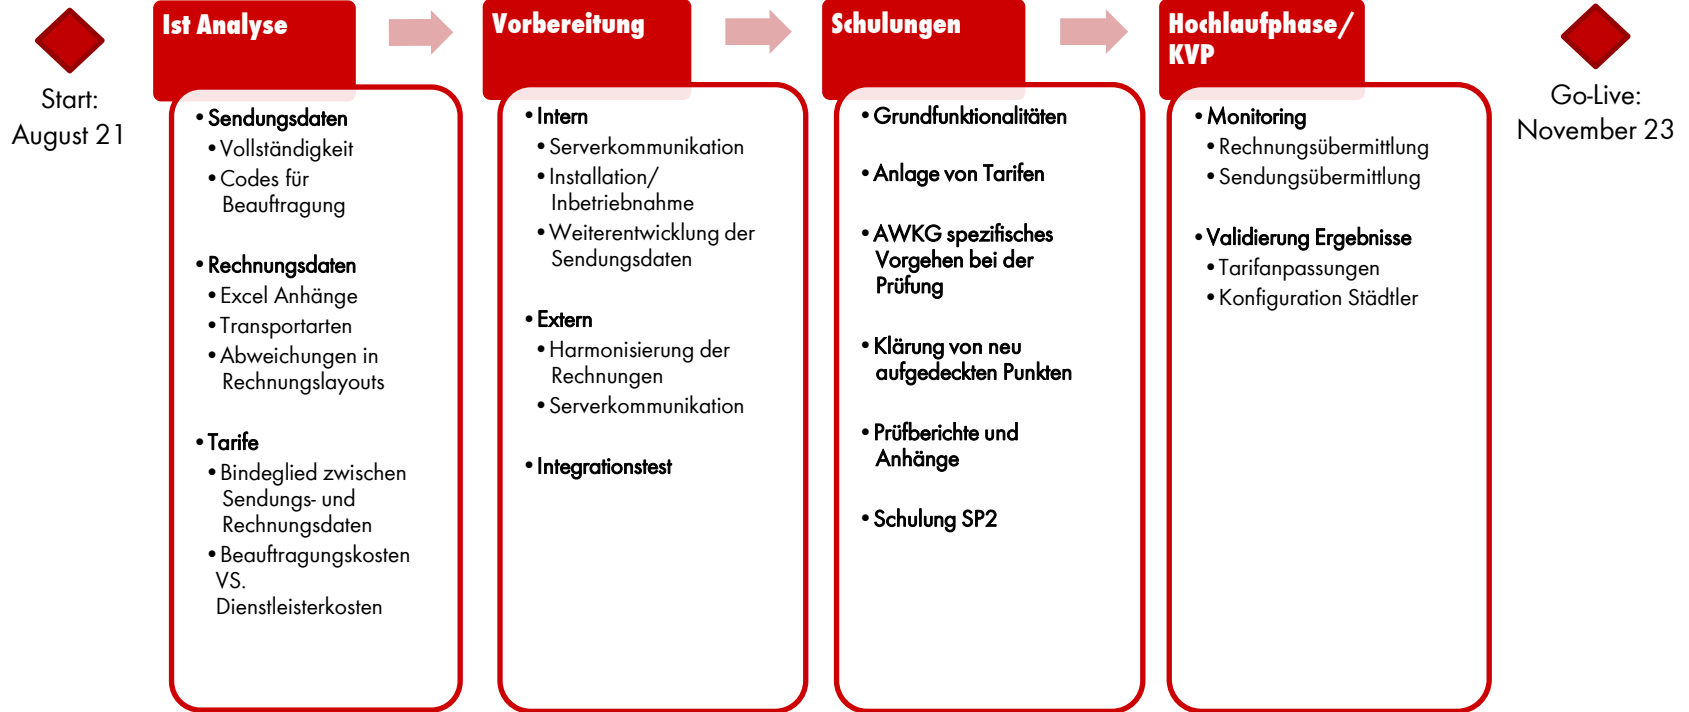 Start:
August 21
Ist Analyse
• Sendungsdaten
• Vollständigkeit
• Codes für
Beauftragung
• Rechnungsdaten
• Excel Anhänge
• Transportarten
• Abweichungen in
Rechnungslayouts
• Tarife
• Bindeglied zwischen
Sendungs- und
Rechnungsdaten
• Beauftragungskosten
VS.
Dienstleisterkosten
Vorbereitung
• Intern
• Serverkommunikation
• Installation/
Inbetriebnahme
• Weiterentwicklung der
Sendungsdaten
• Extern
• Harmonisierung der
Rechnungen
• Serverkommunikation
• Integrationstest
Schulungen
• Grundfunktionalitäten
• Anlage von Tarifen
• AWKG spezifisches
Vorgehen bei der
Prüfung
• Klärung von neu
aufgedeckten Punkten
• Prüfberichte und
Anhänge
• Schulung SP2
Hochlaufphase/
KVP
• Monitoring
• Rechnungsübermittlung
• Sendungsübermittlung
• Validierung Ergebnisse
• Tarifanpassungen
• Konfiguration Städtler
Go-Live:
November 23